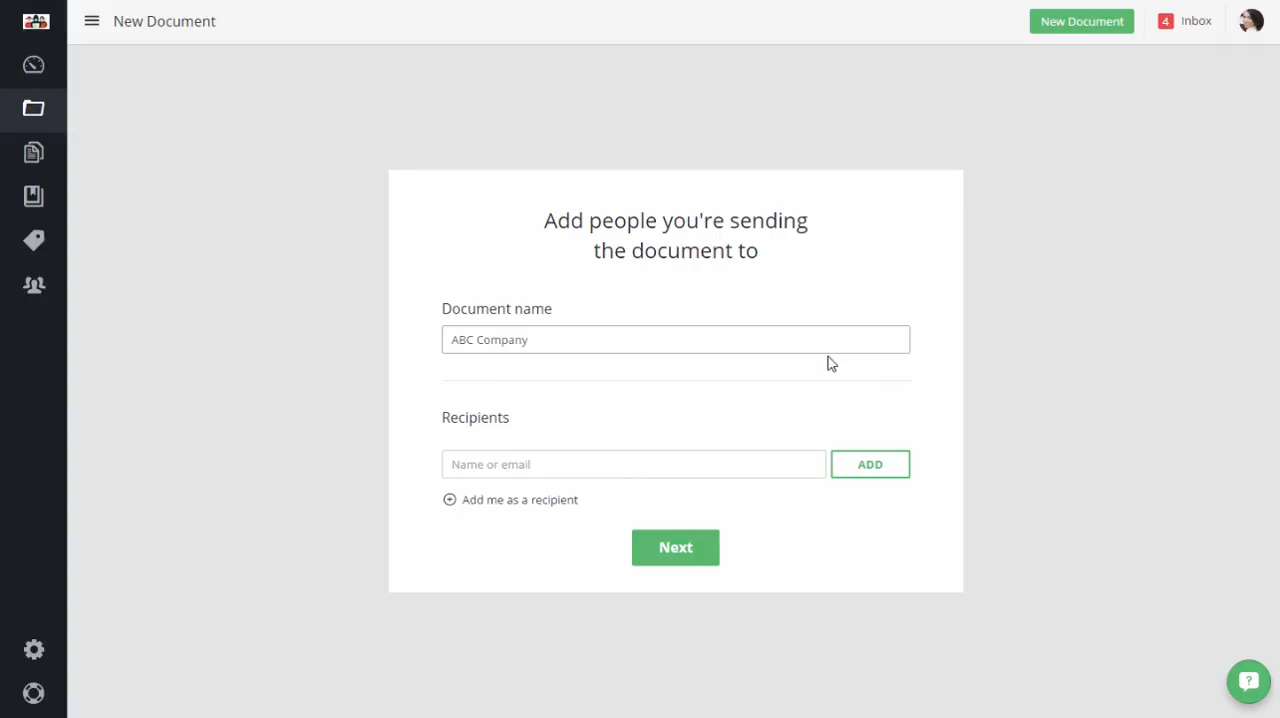 New Document
New Document
4
Inbox
Add people you're sending
the document to
Document name
ABC Company
Recipients
Name or email
ADD
Add me as a recipient
Next
?